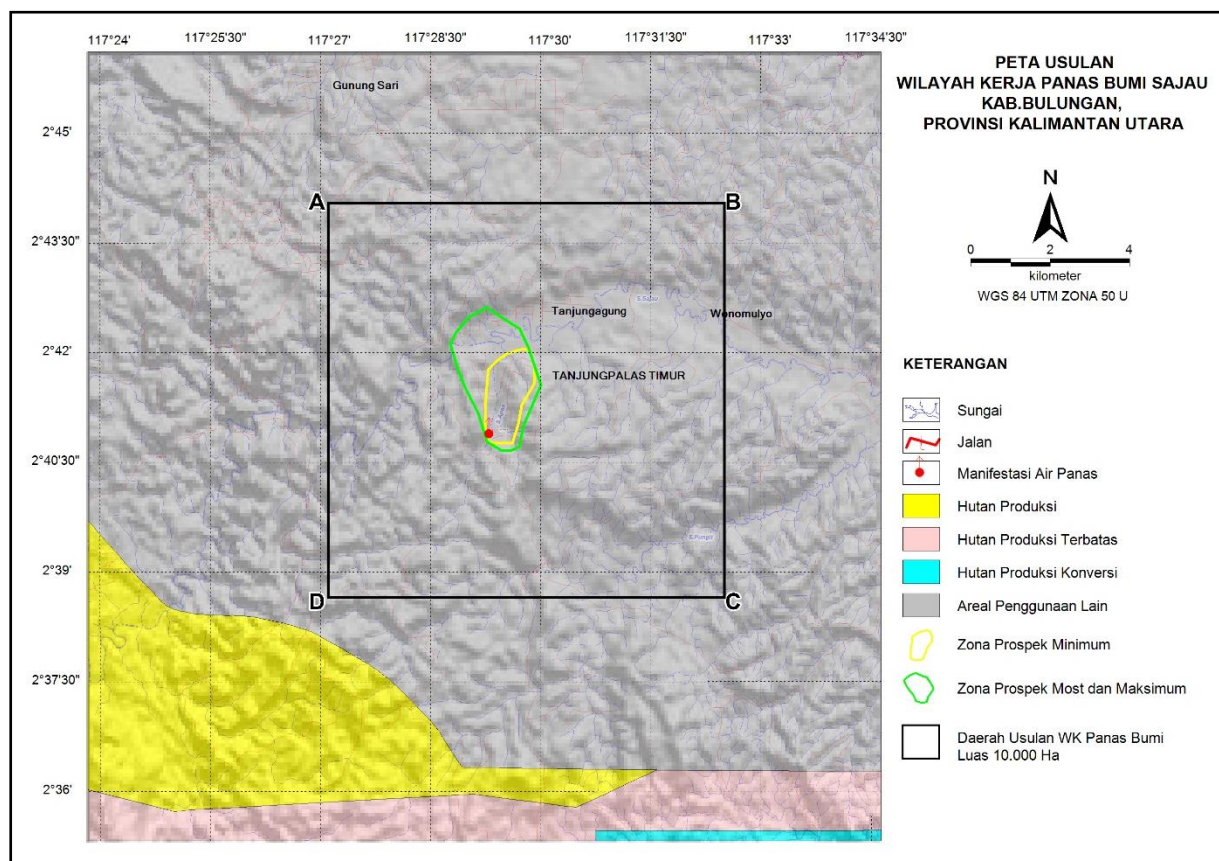 117°24' 117°25'30" 117°27' 117°28'30" 117°30' 117°31'30" 117°33' 117°34'30"
PETA USULAN
WILAYAH KERJA PANAS BUMI SAJAU
KAB.BULUNGAN,
PROVINSI KALIMANTAN UTARA
N
0 2 4
kilometer
WGS 84 UTM ZONA 50 U
Gunung Sari
2°45'
A B
2°43'30"
S.Sajau
Tanjungagung
Wonomulyo
2°42'
TANJUNGPALAS TIMUR
2°40'30"
2°39'
D C
2°37'30"
2°36'
KETERANGAN
Sungai
Jalan
Manifestasi Air Panas
Hutan Produksi
Hutan Produksi Terbatas
Hutan Produksi Konversi
Areal Penggunaan Lain
Zona Prospek Minimum
Zona Prospek Most dan Maksimum
Daerah Usulan WK Panas Bumi
Luas 10.000 Ha